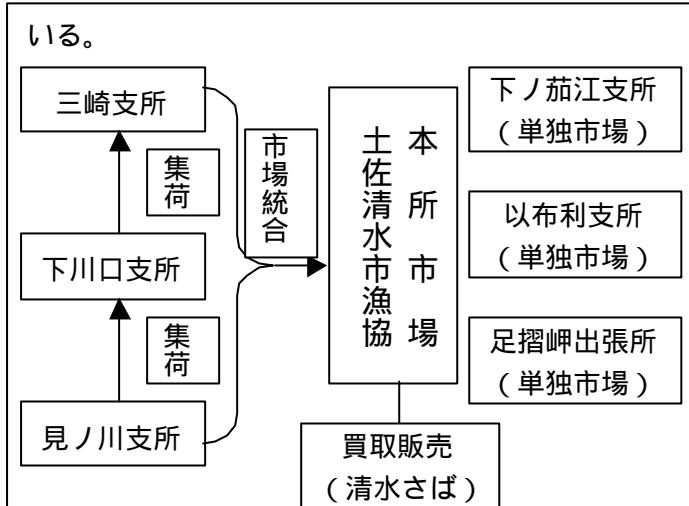 いる。
三崎支所
集荷
下川口支所
集荷
見ノ川支所
市場統合
本所市場
土佐清水市漁協
買取販売
（清水さば）
下ノ茄江支所
（単独市場）
以布利支所
（単独市場）
足摺岬出張所
（単独市場）